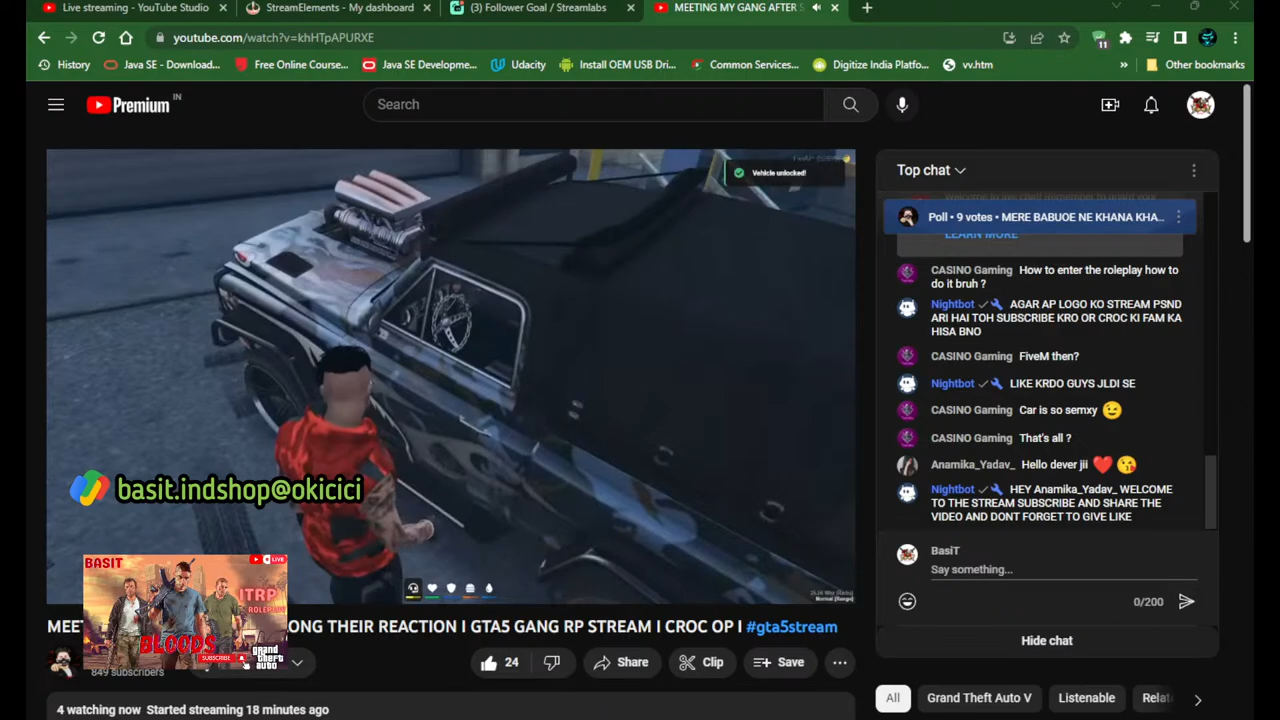 Live streaming - YouTube Studio
StreamElements - My dashboard
(3) Follower Goal / Streamlabs
MEETING MY GANG AFTER S
youtube.com/watch?v=khHTpAPURXE
11
History
Java SE - Download...
Free Online Course...
Java SE Developme...
Udacity
Install OEM USB Dri...
Common Services...
Digitize India Platfo...
vv.htm
»
Other bookmarks
Premium IN
Search
Vehicle unlocked!
basit.indshop@okicici
BASIT
LIVE
ITRP
ROLEPLAY
BLOODS
SUBSCRIBE
grand
theft
auto
Top chat
Poll • 9 votes • MERE BABUOE NE KHANA KHA...
LEARN MORE
CASINO Gaming How to enter the roleplay how to
do it bruh ?
Nightbot AGAR AP LOGO KO STREAM PSND
ARI HAI TOH SUBSCRIBE KRO OR CROC KI FAM KA
HISA BNO
CASINO Gaming FiveM then?
Nightbot LIKE KRDO GUYS JLDI SE
CASINO Gaming Car is so semxy 😉
CASINO Gaming That's all ?
Anamika_Yadav_ Hello dever jii ❤️ 😘
Nightbot HEY Anamika_Yadav_ WELCOME
TO THE STREAM SUBSCRIBE AND SHARE THE
VIDEO AND DONT FORGET TO GIVE LIKE
BasiT
Say something...
0/200
Hide chat
MEET ONG THEIR REACTION I GTA5 GANG RP STREAM I CROC OP I #gta5stream
849 subscribers
24
Share
Clip
Save
4 watching now Started streaming 18 minutes ago
All
Grand Theft Auto V
Listenable
Relat